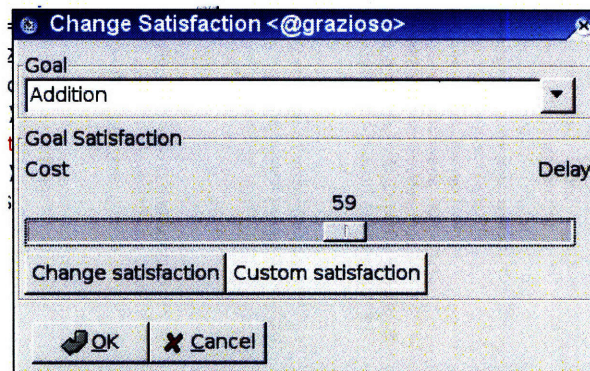 Change Satisfaction <@grazioso>
Goal
Addition
Goal Satisfaction
Cost Delay
59
Change satisfaction Custom satisfaction
OK Cancel